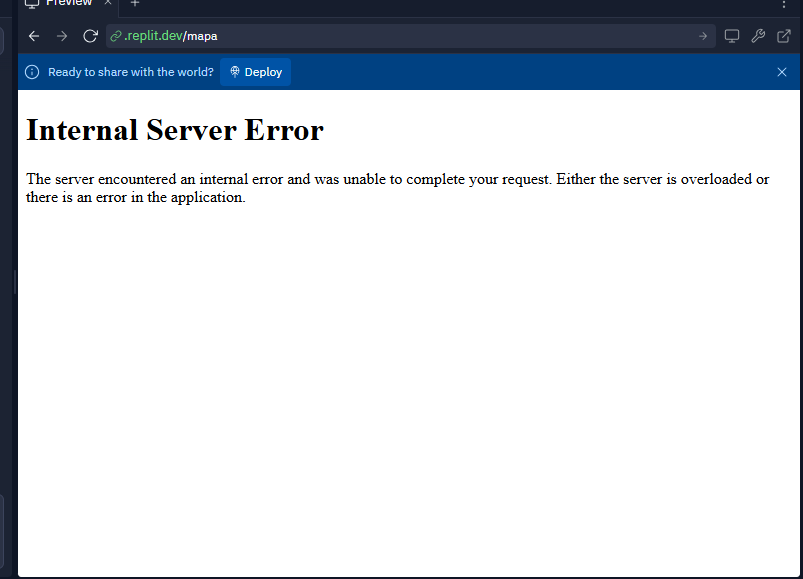 Preview
.replit.dev/mapa
Ready to share with the world? Deploy
Internal Server Error
The server encountered an internal error and was unable to complete your request. Either the server is overloaded or
there is an error in the application.